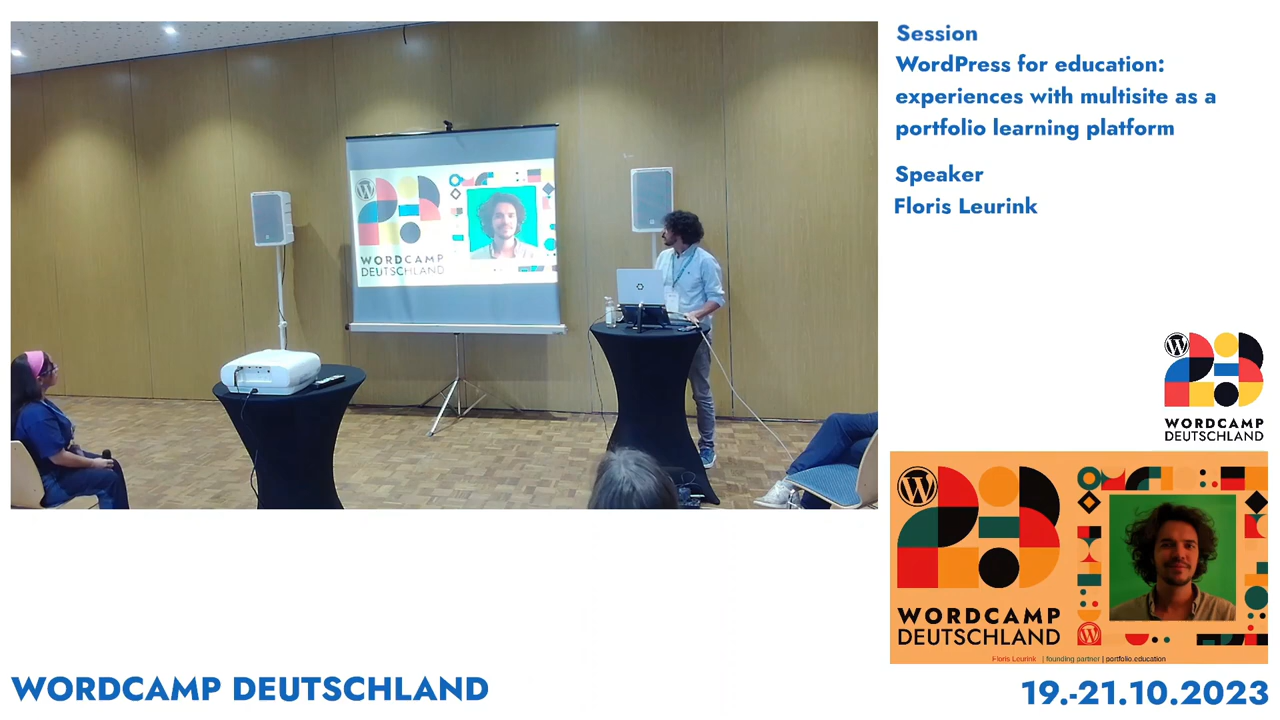 Session
WordPress for education:
experiences with multisite as a
portfolio learning platform
Speaker
Floris Leurink
WORDCAMP
DEUTSCHLAND
WORDCAMP
DEUTSCHLAND
WORDCAMP
DEUTSCHLAND
Floris Leurink | founding partner | portfolio.education
WORDCAMP DEUTSCHLAND
19.-21.10.2023